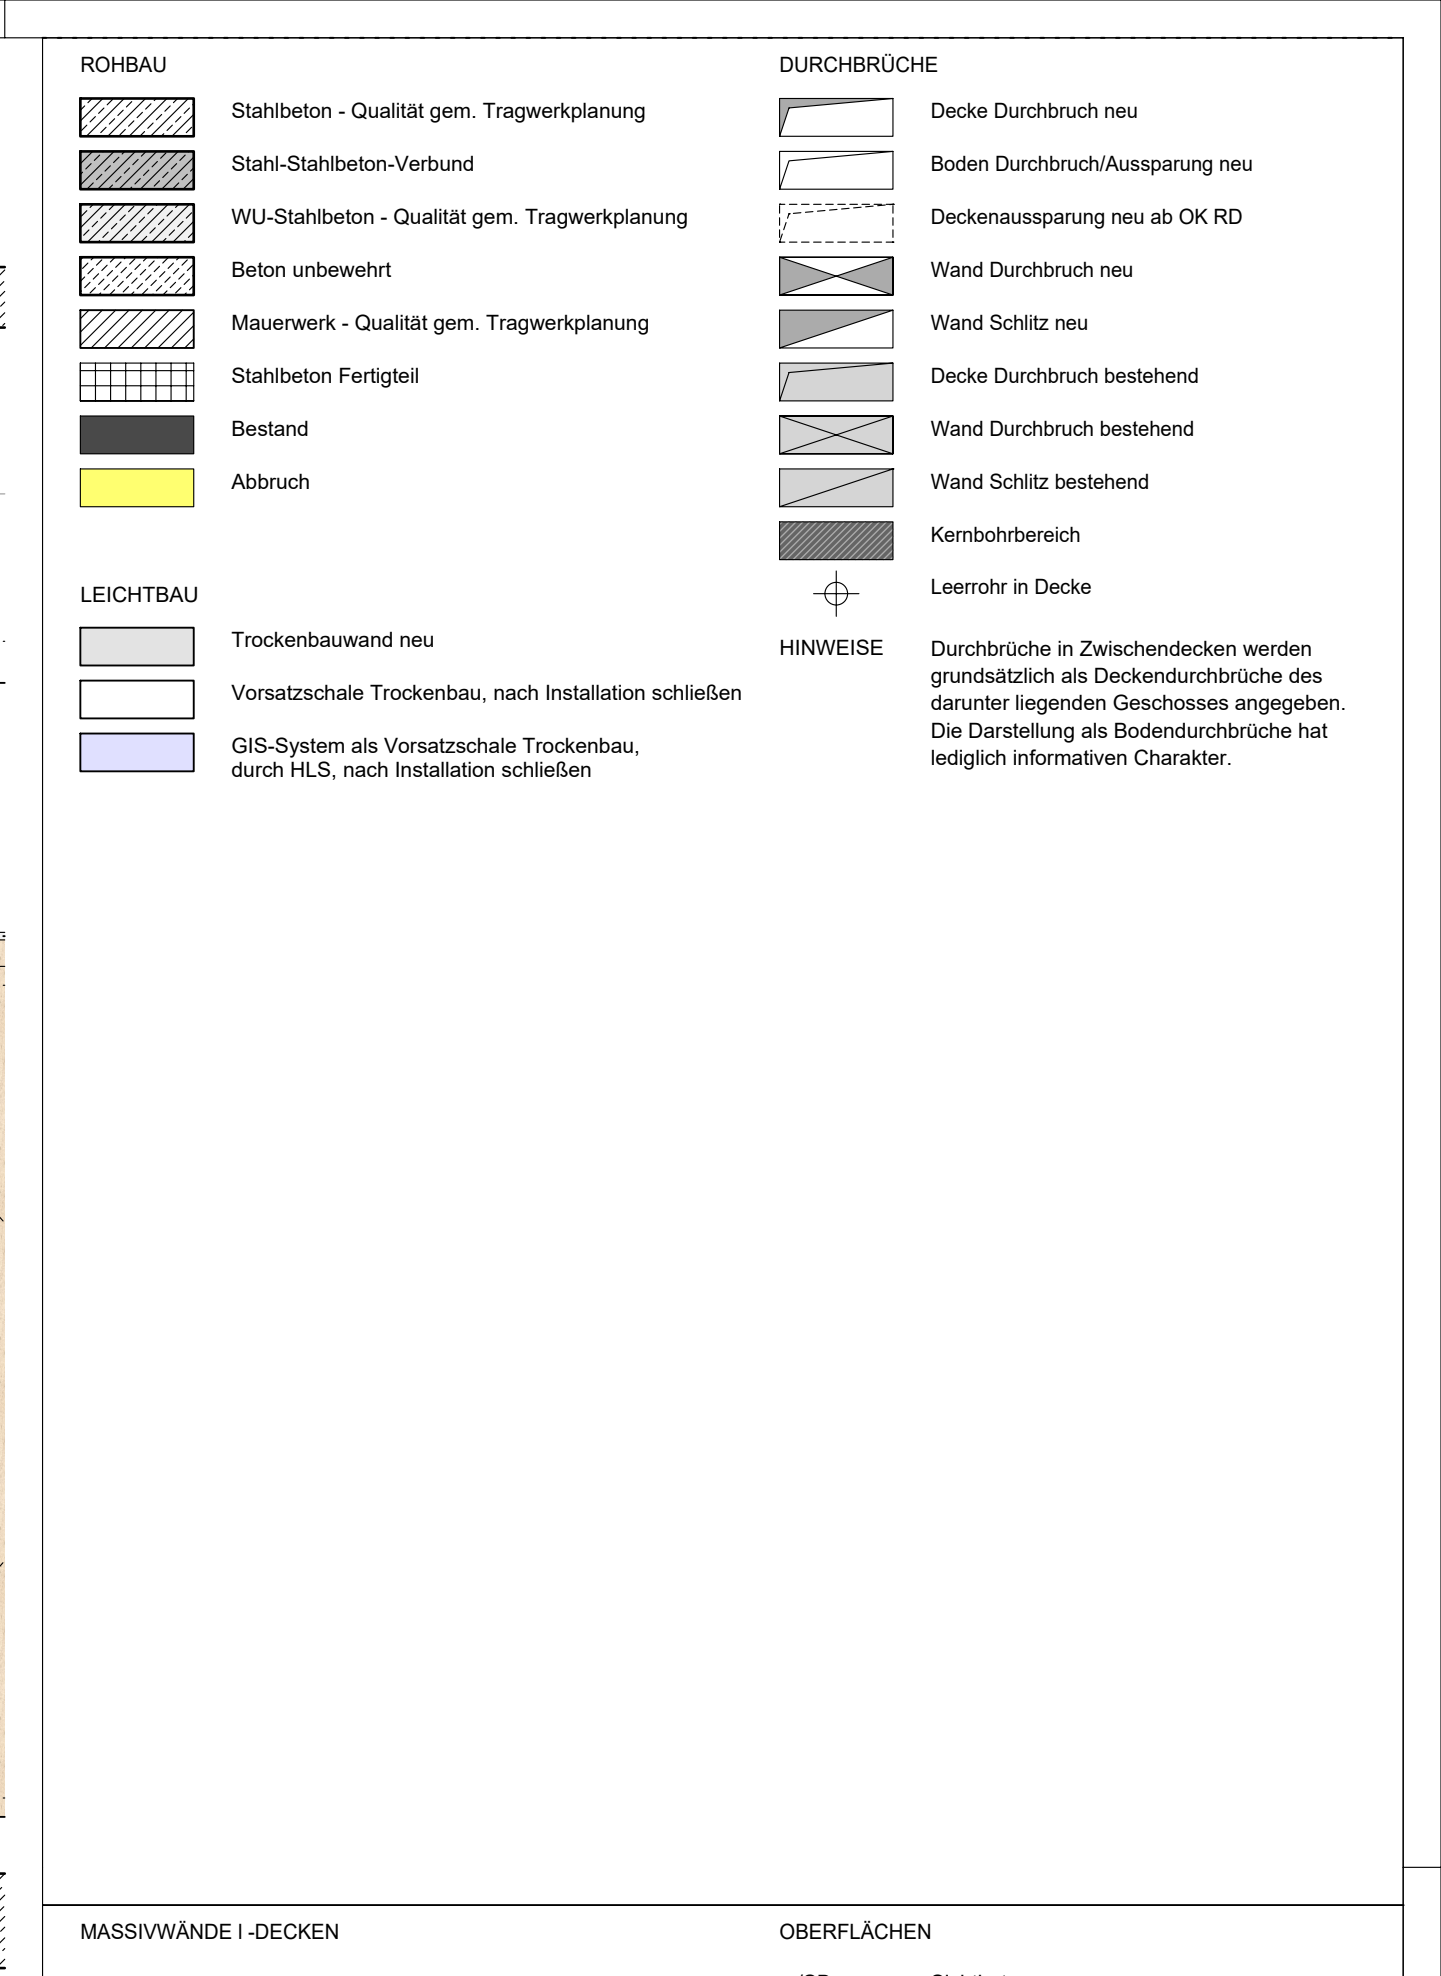 ROHBAU
Stahlbeton - Qualität gem. Tragwerkplanung
Stahl-Stahlbeton-Verbund
WU-Stahlbeton - Qualität gem. Tragwerkplanung
Beton unbewehrt
Mauerwerk - Qualität gem. Tragwerkplanung
Stahlbeton Fertigteil
Bestand
Abbruch
LEICHTBAU
Trockenbauwand neu
Vorsatzschale Trockenbau, nach Installation schließen
GIS-System als Vorsatzschale Trockenbau,
durch HLS, nach Installation schließen
DURCHBRÜCHE
Decke Durchbruch neu
Boden Durchbruch/Aussparung neu
Deckenaussparung neu ab OK RD
Wand Durchbruch neu
Wand Schlitz neu
Decke Durchbruch bestehend
Wand Durchbruch bestehend
Wand Schlitz bestehend
Kernbohrbereich
Leerrohr in Decke
HINWEISE
Durchbrüche in Zwischendecken werden
grundsätzlich als Deckendurchbrüche des
darunter liegenden Geschosses angegeben.
Die Darstellung als Bodendurchbrüche hat
lediglich informativen Charakter.
MASSIVWÄNDE I -DECKEN
OBERFLÄCHEN